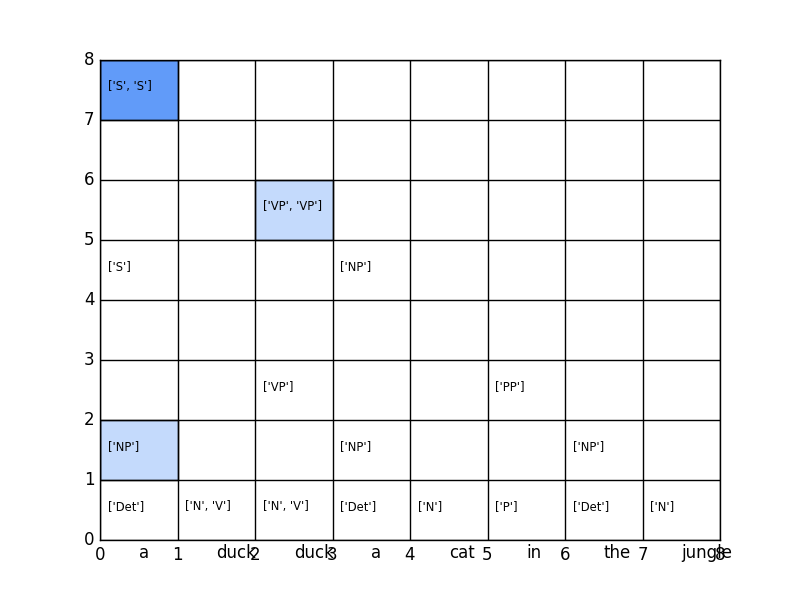 8
['S', 'S']
7
6
['VP', 'VP']
5
['S'] ['NP']
4
3
['VP'] ['PP']
2
['NP'] ['NP'] ['NP']
1
['Det'] ['N', 'V'] ['N', 'V'] ['Det'] ['N'] ['P'] ['Det'] ['N']
0
a duck duck a cat in the jungle
0 1 2 3 4 5 6 7 8